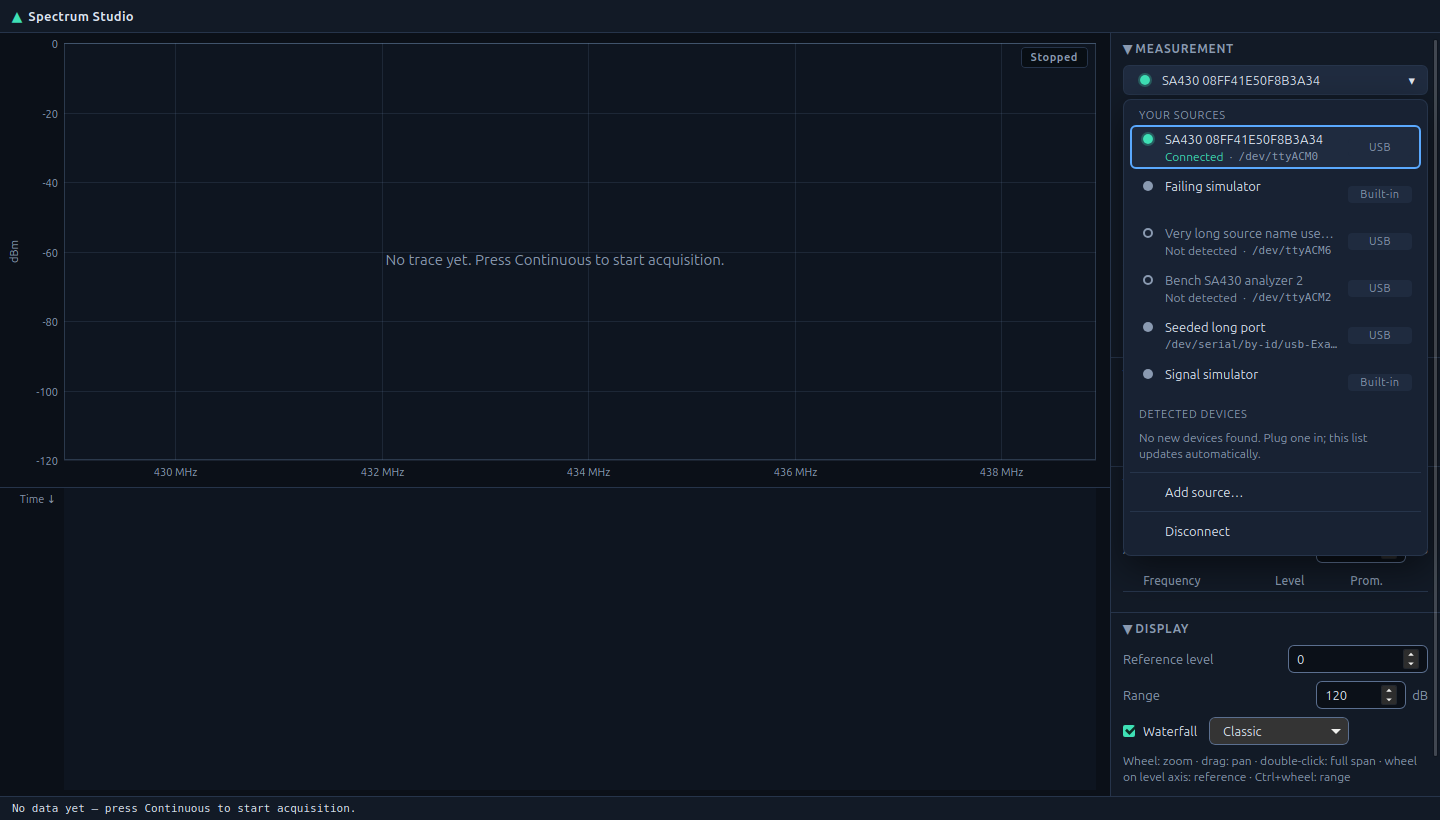 Spectrum Studio
0
-20
-40
-60
-80
-100
-120
dBm
Stopped
No trace yet. Press Continuous to start acquisition.
430 MHz
432 MHz
434 MHz
436 MHz
438 MHz
Time ↓
▼ MEASUREMENT
SA430 08FF41E50F8B3A34
YOUR SOURCES
SA430 08FF41E50F8B3A34
Connected · /dev/ttyACM0
USB
Failing simulator
Built-in
Very long source name use…
Not detected · /dev/ttyACM6
USB
Bench SA430 analyzer 2
Not detected · /dev/ttyACM2
USB
Seeded long port
/dev/serial/by-id/usb-Exa…
USB
Signal simulator
Built-in
DETECTED DEVICES
No new devices found. Plug one in; this list
updates automatically.
Add source…
Disconnect
Frequency Level Prom.
▼ DISPLAY
Reference level 0
Range 120 dB
Waterfall Classic
Wheel: zoom · drag: pan · double-click: full span · wheel
on level axis: reference · Ctrl+wheel: range
No data yet — press Continuous to start acquisition.